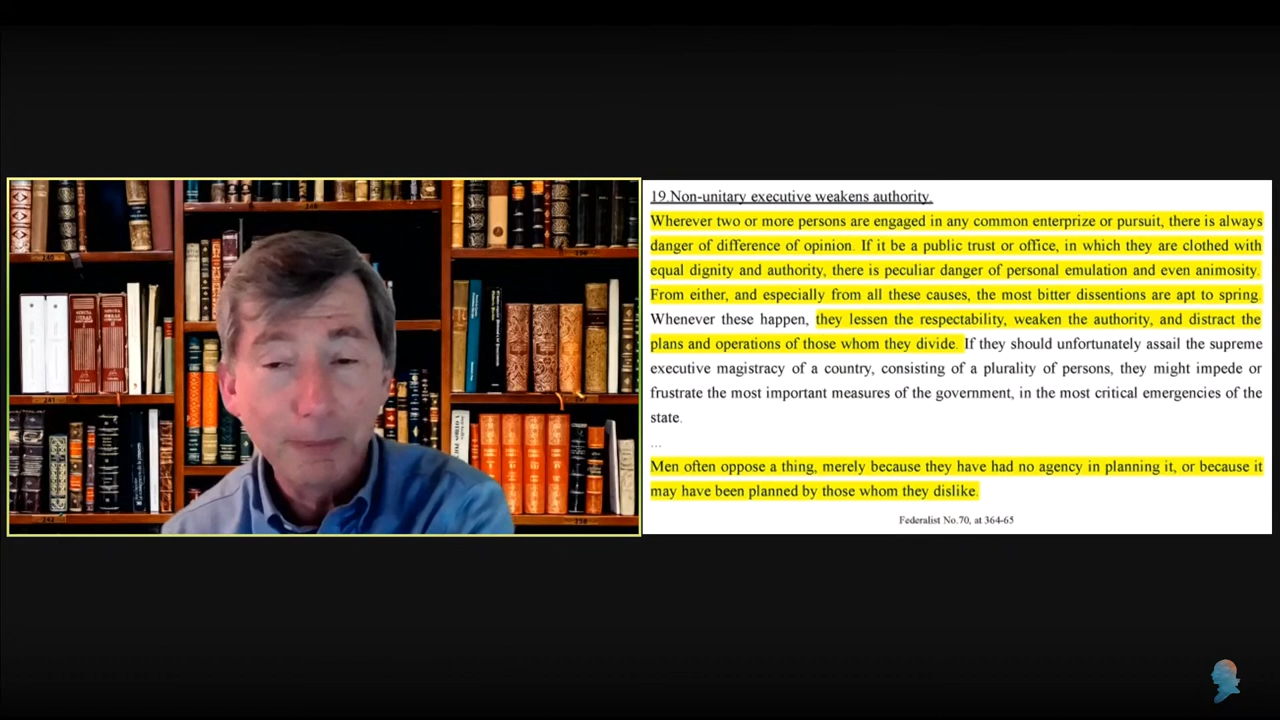 19.Non-unitary executive weakens authority.
Wherever two or more persons are engaged in any common enterprize or pursuit, there is always
danger of difference of opinion. If it be a public trust or office, in which they are clothed with
equal dignity and authority, there is peculiar danger of personal emulation and even animosity.
From either, and especially from all these causes, the most bitter dissentions are apt to spring.
Whenever these happen, they lessen the respectability, weaken the authority, and distract the
plans and operations of those whom they divide. If they should unfortunately assail the supreme
executive magistracy of a country, consisting of a plurality of persons, they might impede or
frustrate the most important measures of the government, in the most critical emergencies of the
state.
...
Men often oppose a thing, merely because they have had no agency in planning it, or because it
may have been planned by those whom they dislike.
Federalist No.70, at 364-65
240
241
242